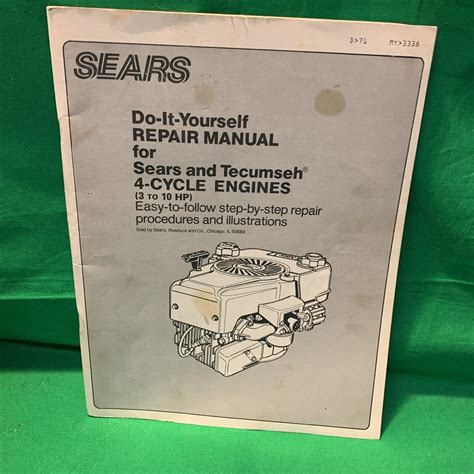 D>71 MY>3336
SEARS
Do-It-Yourself
REPAIR MANUAL
for
Sears and Tecumseh®
4-CYCLE ENGINES
(3 TO 10 HP)
Easy-to-follow step-by-step repair
procedures and illustrations
Sold by Sears, Roebuck and Co., Chicago, IL 60684